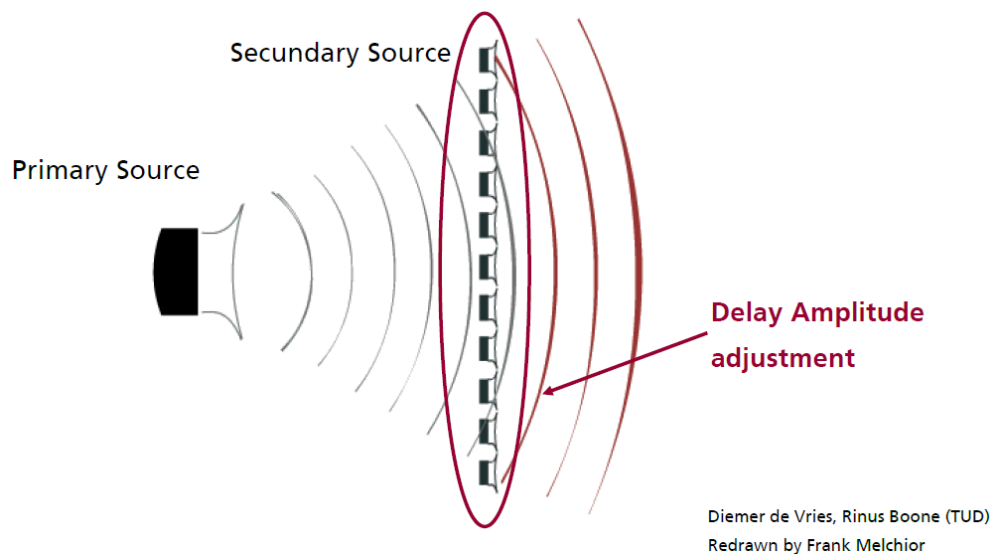 Secundary Source
Primary Source
Delay Amplitude
adjustment
Diemer de Vries, Rinus Boone (TUD)
Redrawn by Frank Melchior